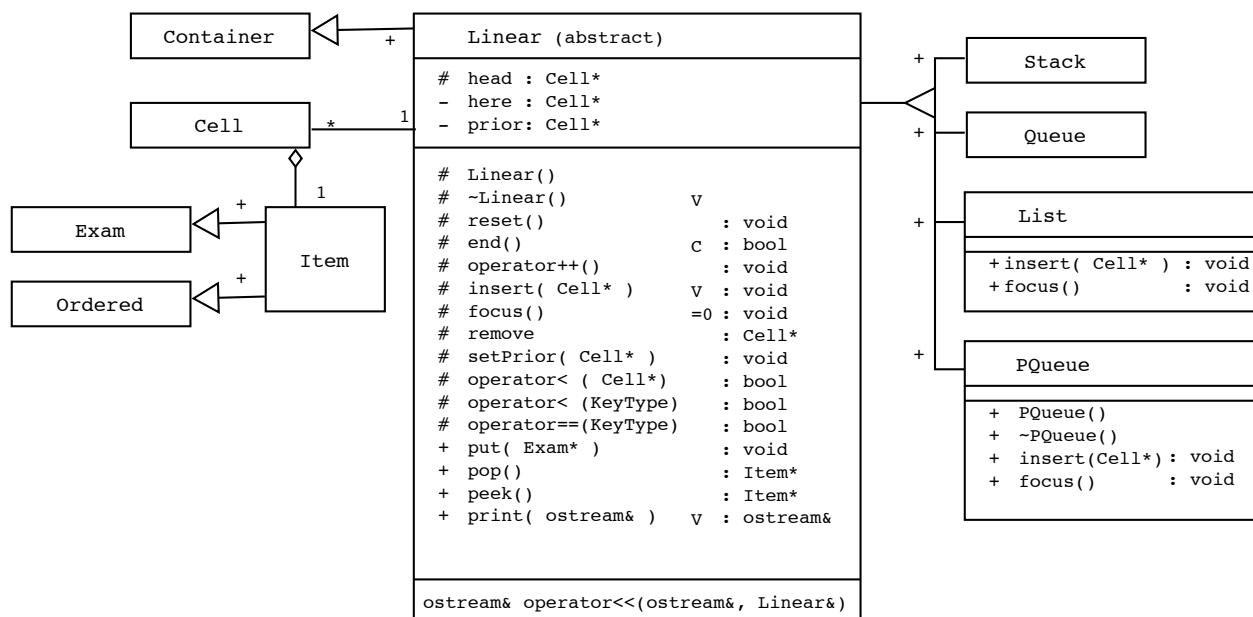 Container
+
Cell
*
1
1
Exam
+
Item
Ordered
+
Linear (abstract)
# head : Cell*
- here : Cell*
- prior: Cell*
# Linear()
# ~Linear() V
# reset() : void
# end() C : bool
# operator++() : void
# insert( Cell* ) V : void
# focus() =0 : void
# remove : Cell*
# setPrior( Cell* ) : void
# operator< ( Cell*) : bool
# operator< (KeyType) : bool
# operator==(KeyType) : bool
+ put( Exam* ) : void
+ pop() : Item*
+ peek() : Item*
+ print( ostream& ) V : ostream&
ostream& operator<<(ostream&, Linear&)
+
Stack
+
Queue
+
List
+ insert( Cell* ) : void
+ focus() : void
+
PQueue
+ PQueue()
+ ~PQueue()
+ insert(Cell*): void
+ focus() : void